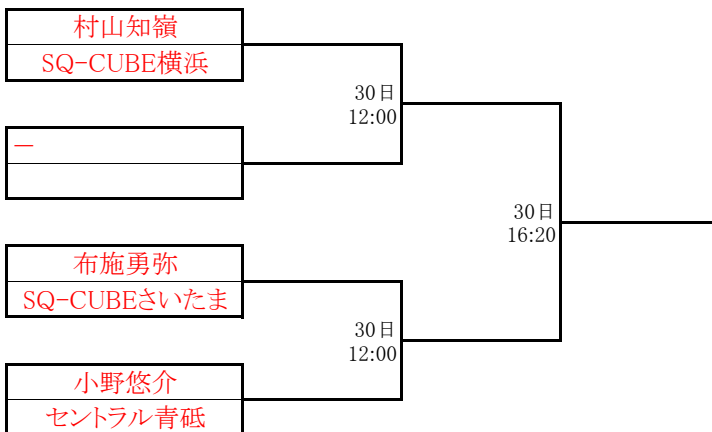 村山知嶺
SQ-CUBE横浜
30日
12:00
—
30日
16:20
布施勇弥
SQ-CUBEさいたま
30日
12:00
小野悠介
セントラル青砥